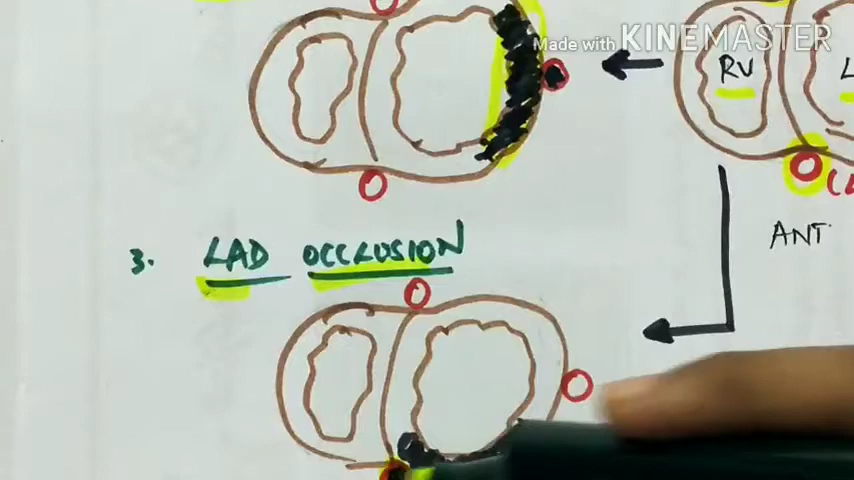 Made with KINEMASTER
RV
L
(L
ANT.
3. LAD OCCLUSION